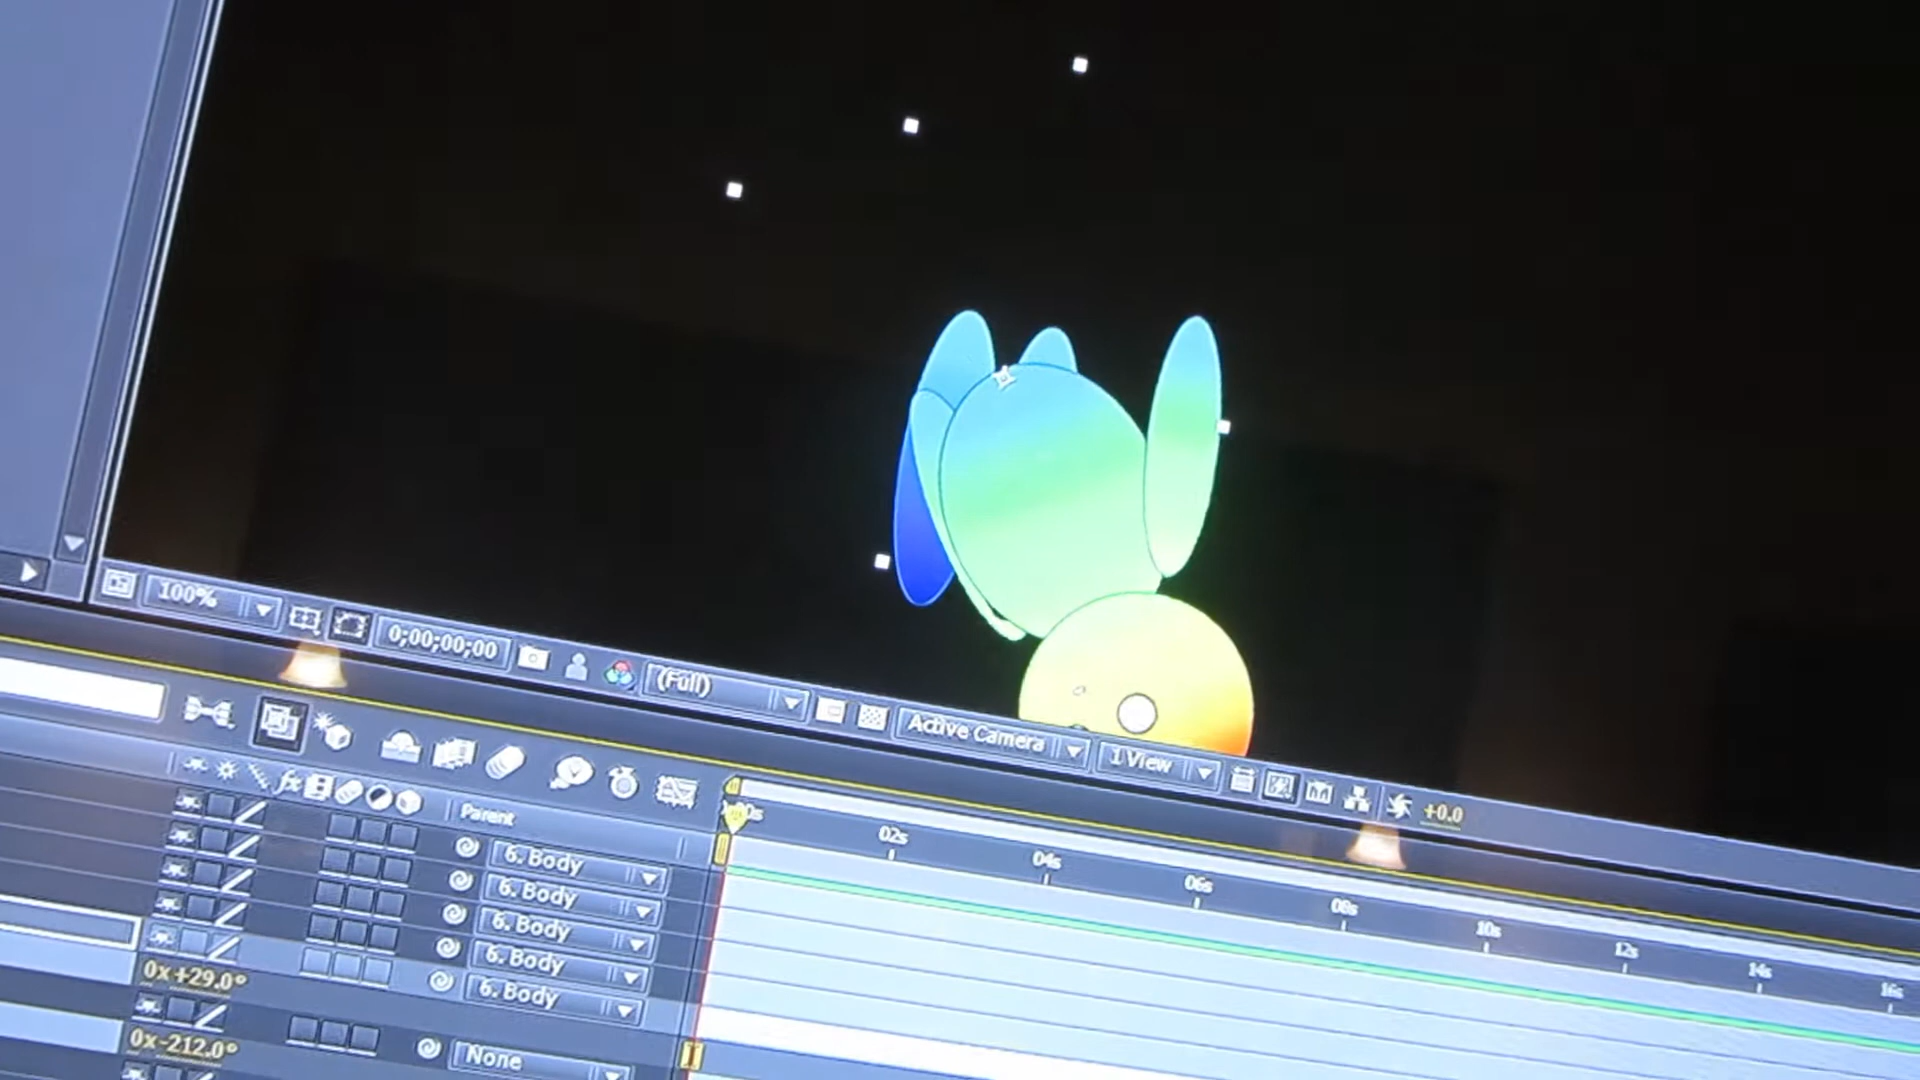 100%
0;00;00;00
(Full)
Active Camera
1 View
+0.0
Parent
02s
04s
06s
08s
10s
12s
14s
16s
6. Body
6. Body
6. Body
6. Body
0x+29.0°
6. Body
0x-212.0°
None